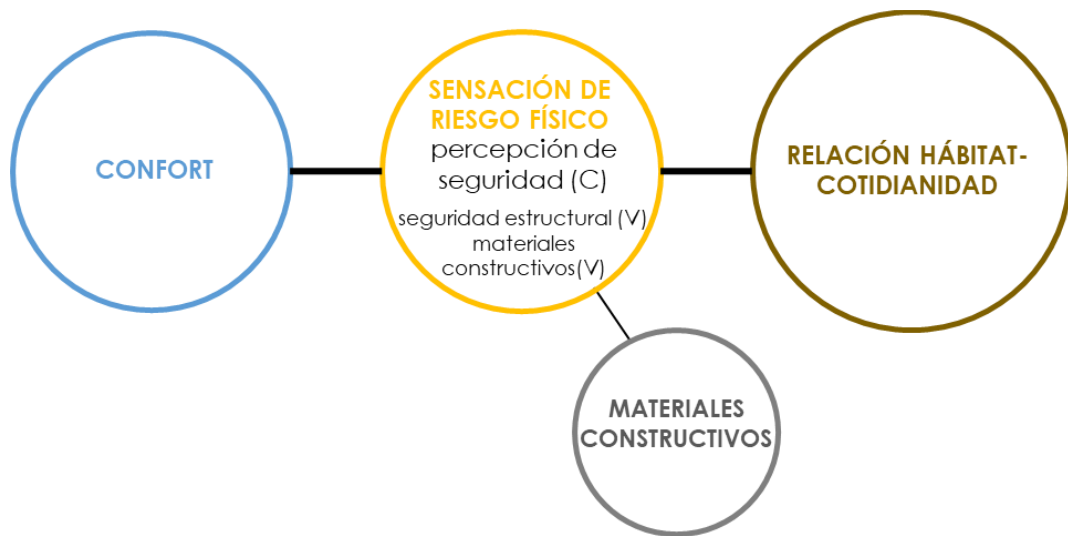 CONFORT
SENSACIÓN DE
RIESGO FÍSICO
percepción de
seguridad (C)
seguridad estructural (V)
materiales
constructivos(V)
RELACIÓN HÁBITAT-
COTIDIANIDAD
MATERIALES
CONSTRUCTIVOS